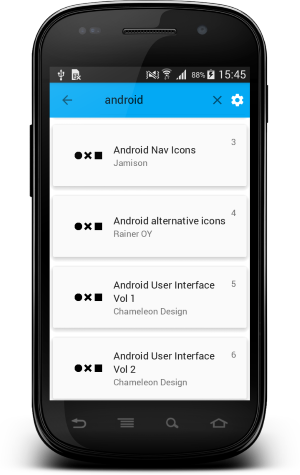 88% 15:45
android
Android Nav Icons 3
Jamison
Android alternative icons 4
Rainer OY
Android User Interface 5
Vol 1
Chameleon Design
Android User Interface 6
Vol 2
Chameleon Design